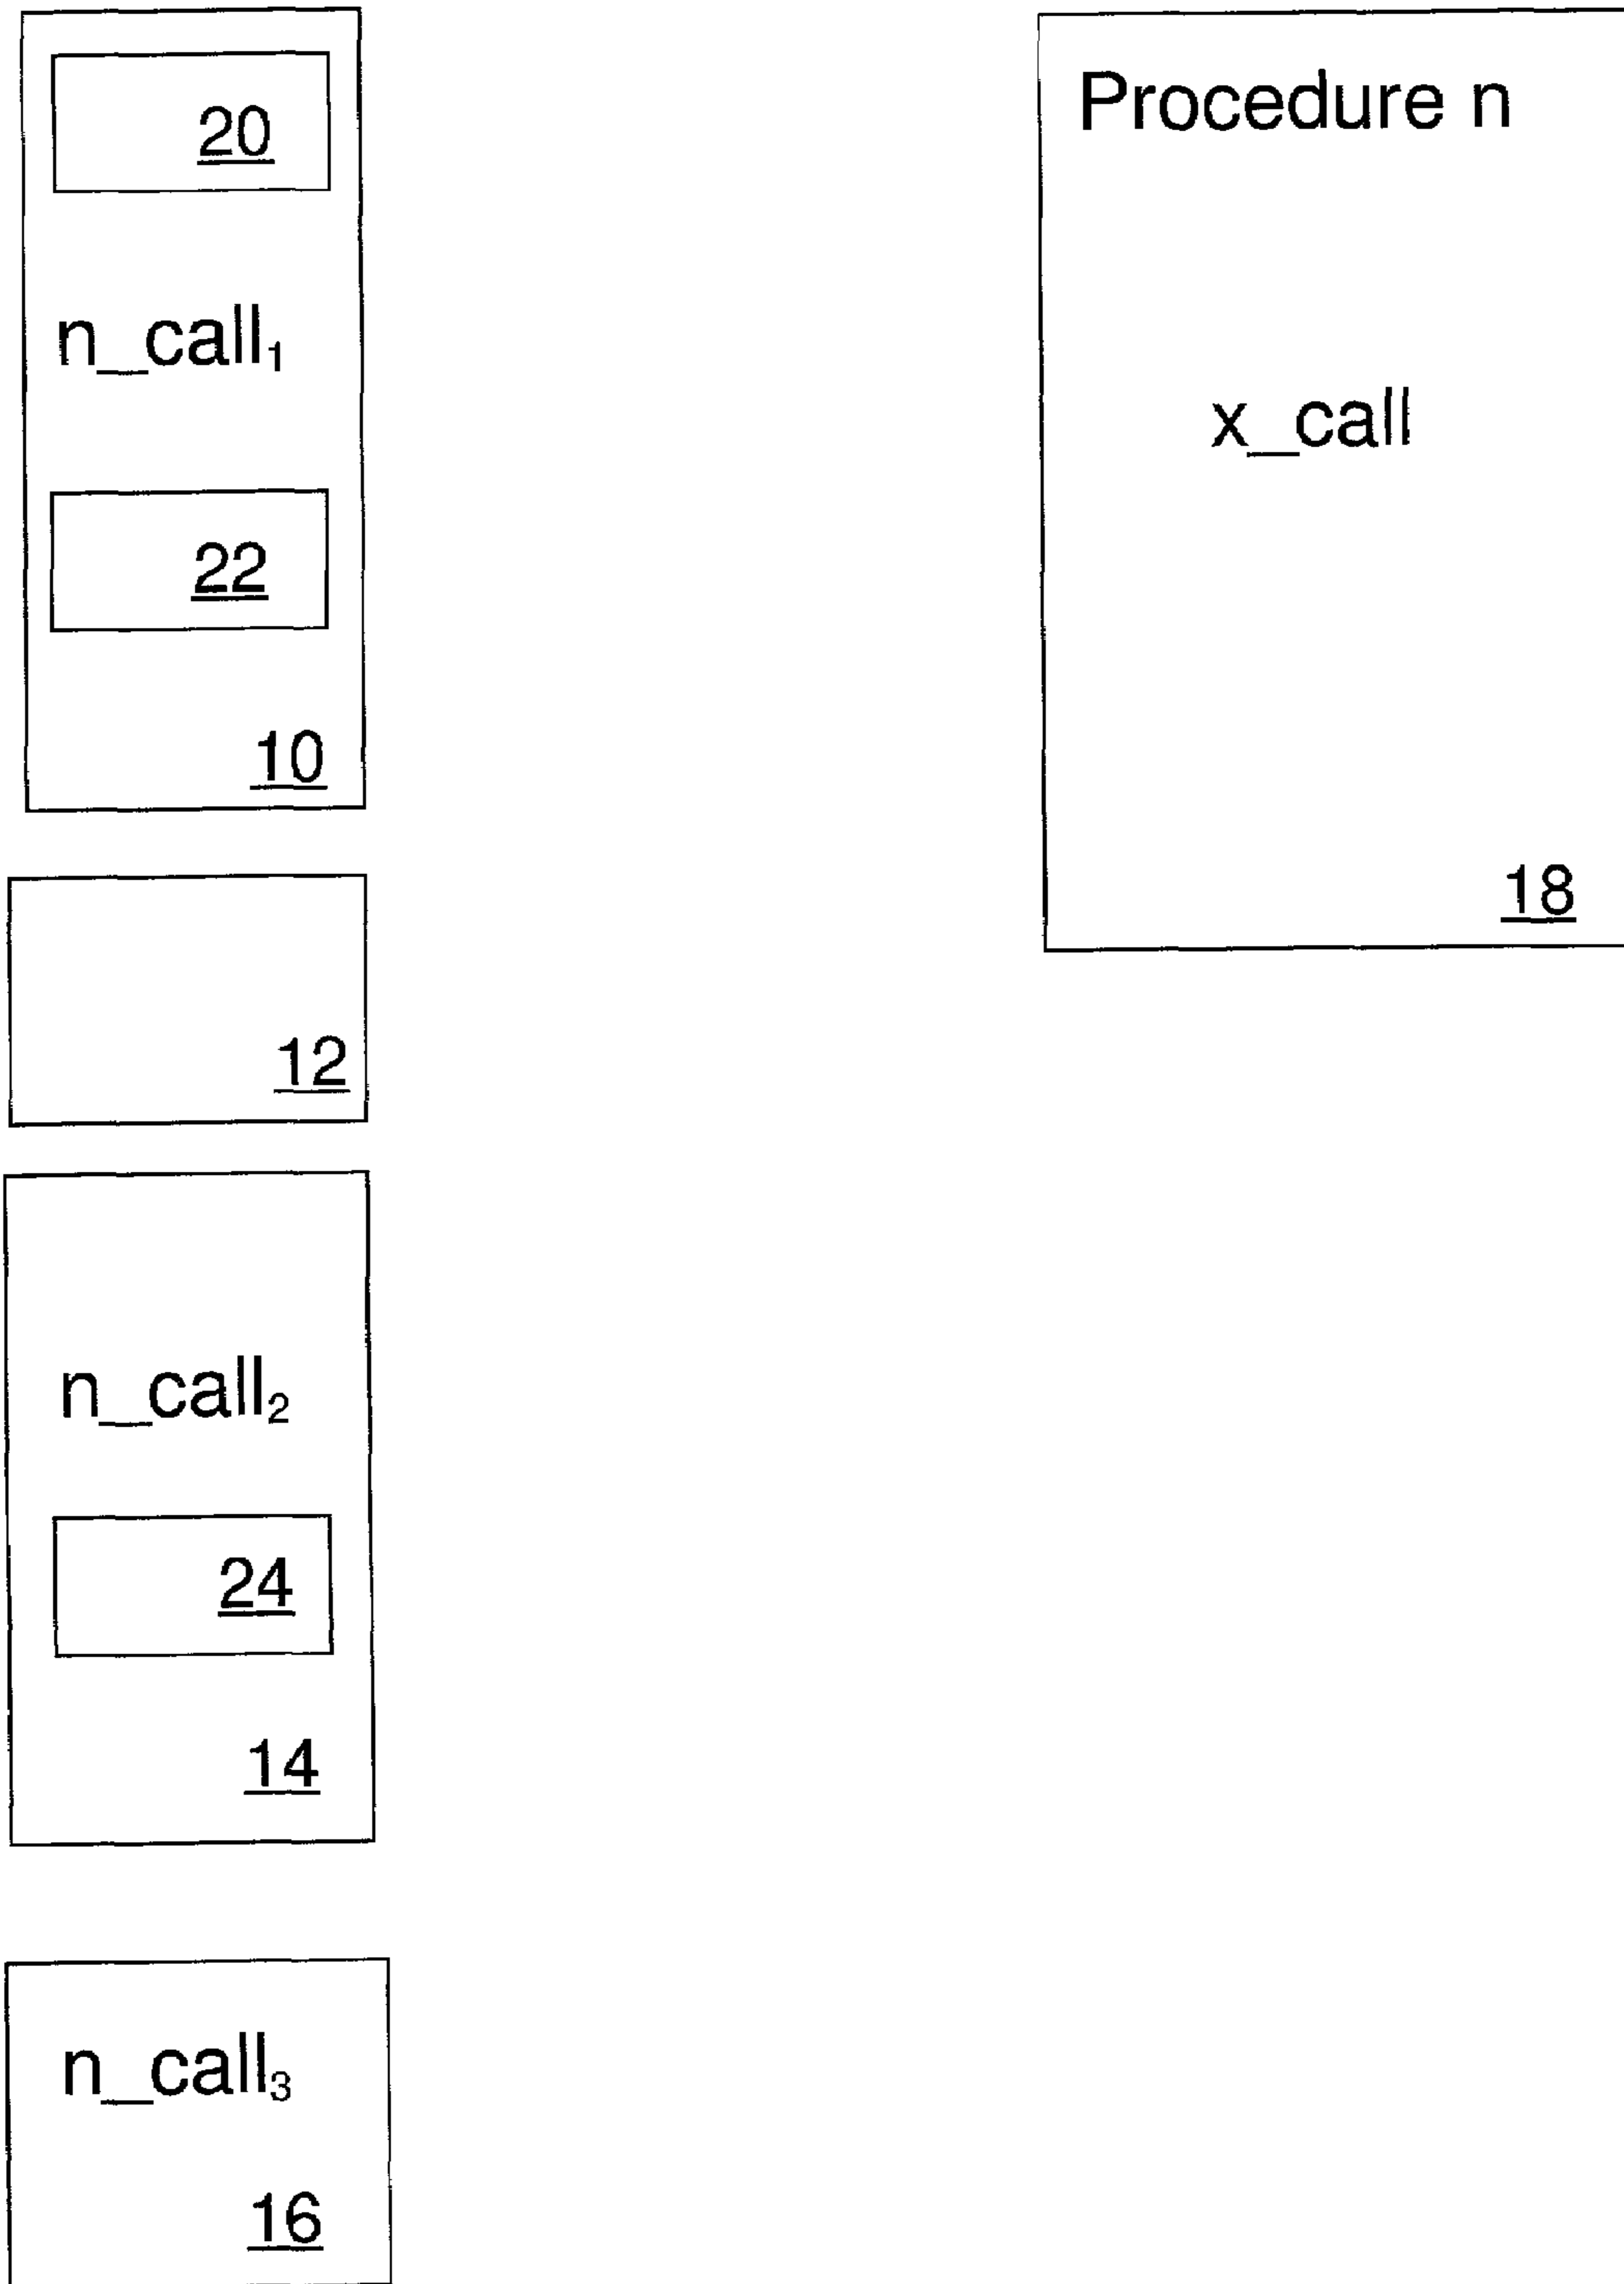 20
n_call₁
22
10
12
n_call₂
24
14
n_call₃
16
Procedure n
x_call
18